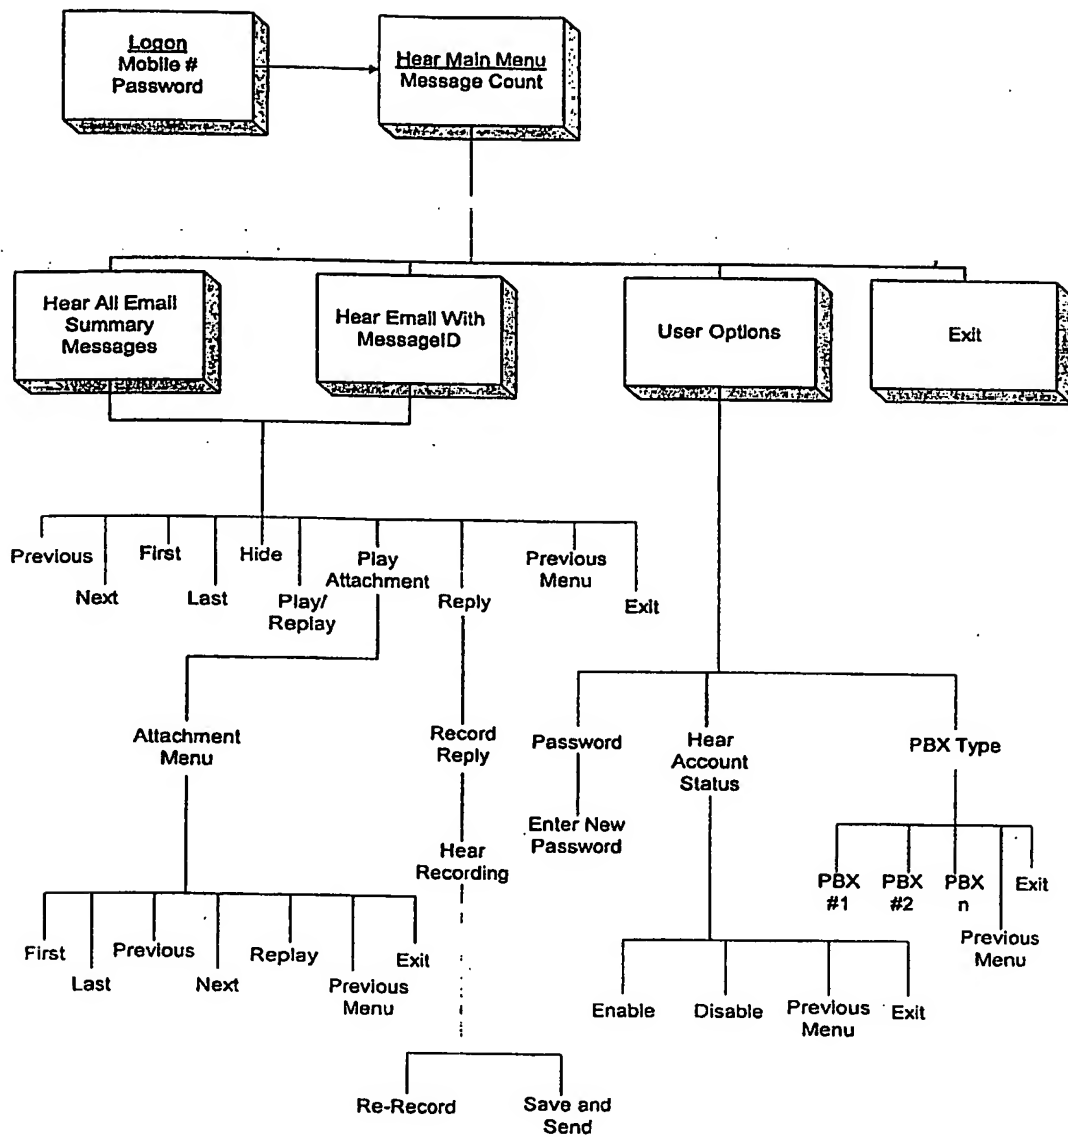 Logon
Mobile #
Password
Hear Main Menu
Message Count
Hear All Email
Summary
Messages
Hear Email With
MessageID
User Options
Exit
Previous
Next
First
Last
Hide
Play/
Replay
Play
Attachment
Reply
Previous
Menu
Exit
Attachment
Menu
First
Last
Previous
Next
Replay
Previous
Menu
Exit
Record
Reply
Hear
Recording
Re-Record
Save and
Send
Password
Enter New
Password
Hear
Account
Status
Enable
Disable
Previous
Menu
Exit
PBX Type
PBX
#1
PBX
#2
PBX
n
Previous
Menu
Exit